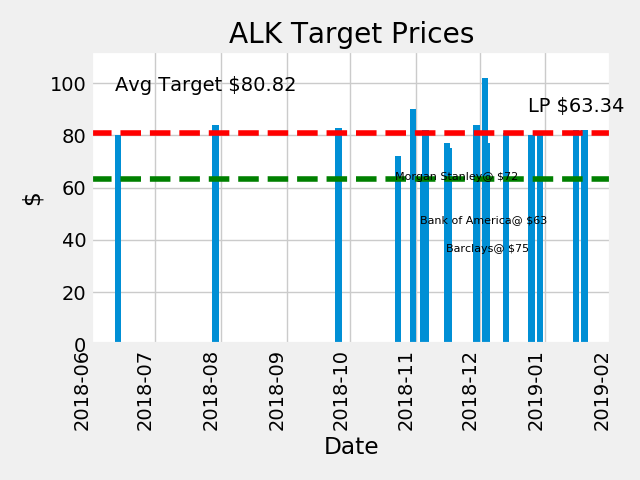 ALK Target Prices
Avg Target $80.82
LP $63.34
Morgan Stanley@ $72
Bank of America@ $63
Barclays@ $75
$
100
80
60
40
20
0
2018-06
2018-07
2018-08
2018-09
2018-10
2018-11
2018-12
2019-01
2019-02
Date